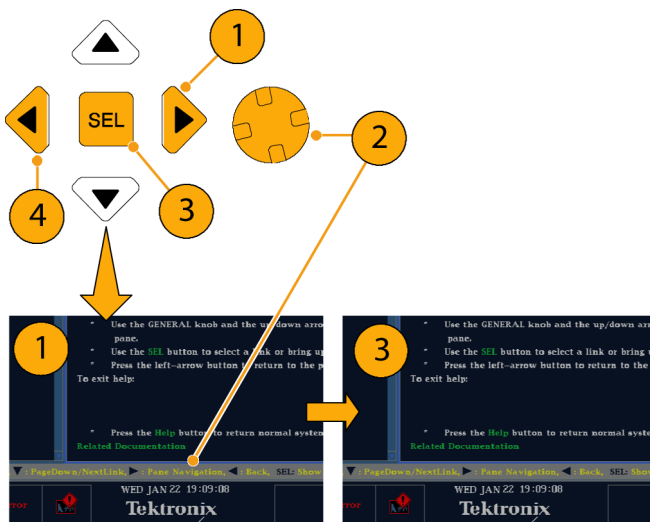 1
SEL
2
4
3
1
* Use the GENERAL knob and the up/down arro
pane.
* Use the SEL button to select a link or bring up
* Press the left-arrow button to return to the p
To exit help:
* Press the Help button to return normal system
Related Documentation
▼: PageDown/NextLink, ▶: Pane Navigation, ◀: Back, SEL: Show
rror
WED JAN 22 19:09:08
Tektronix
3
* Use the GENERAL knob and the up/down arr
pane.
* Use the SEL button to select a link or bring u
* Press the left-arrow button to return to the
To exit help:
* Press the Help button to return normal syste
Related Documentation
▼: PageDown/NextLink, ▶: Pane Navigation, ◀: Back, SEL: Show
rror
WED JAN 22 19:09:08
Tektronix